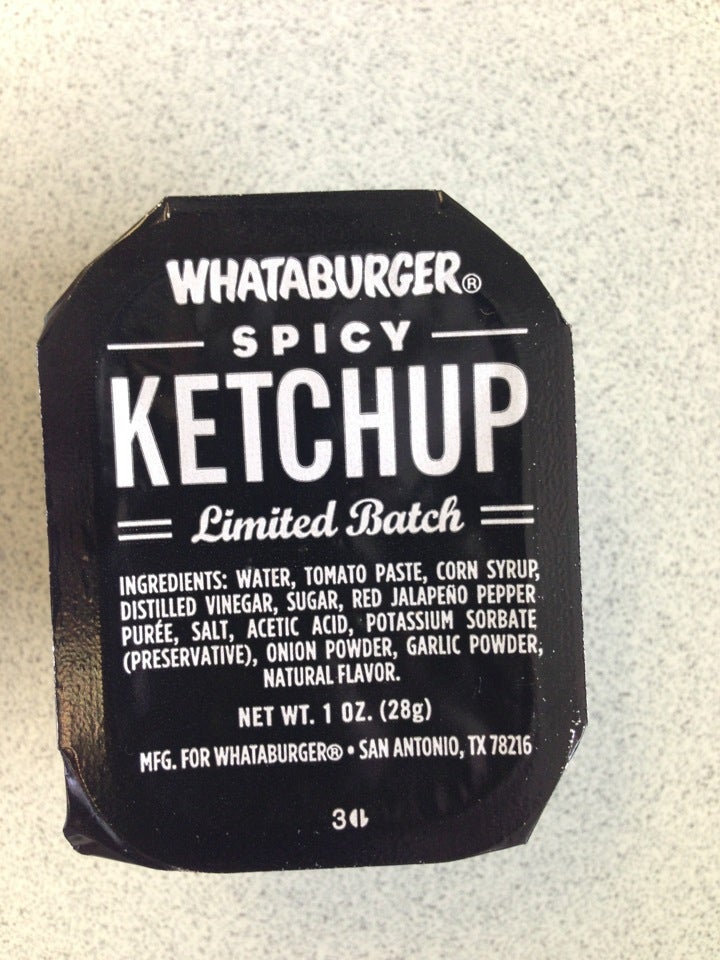 WHATABURGER®
SPICY
KETCHUP
Limited Batch
INGREDIENTS: WATER, TOMATO PASTE, CORN SYRUP,
DISTILLED VINEGAR, SUGAR, RED JALAPEÑO PEPPER
PURÉE, SALT, ACETIC ACID, POTASSIUM SORBATE
(PRESERVATIVE), ONION POWDER, GARLIC POWDER,
NATURAL FLAVOR.
NET WT. 1 OZ. (28g)
MFG. FOR WHATABURGER® • SAN ANTONIO, TX 78216